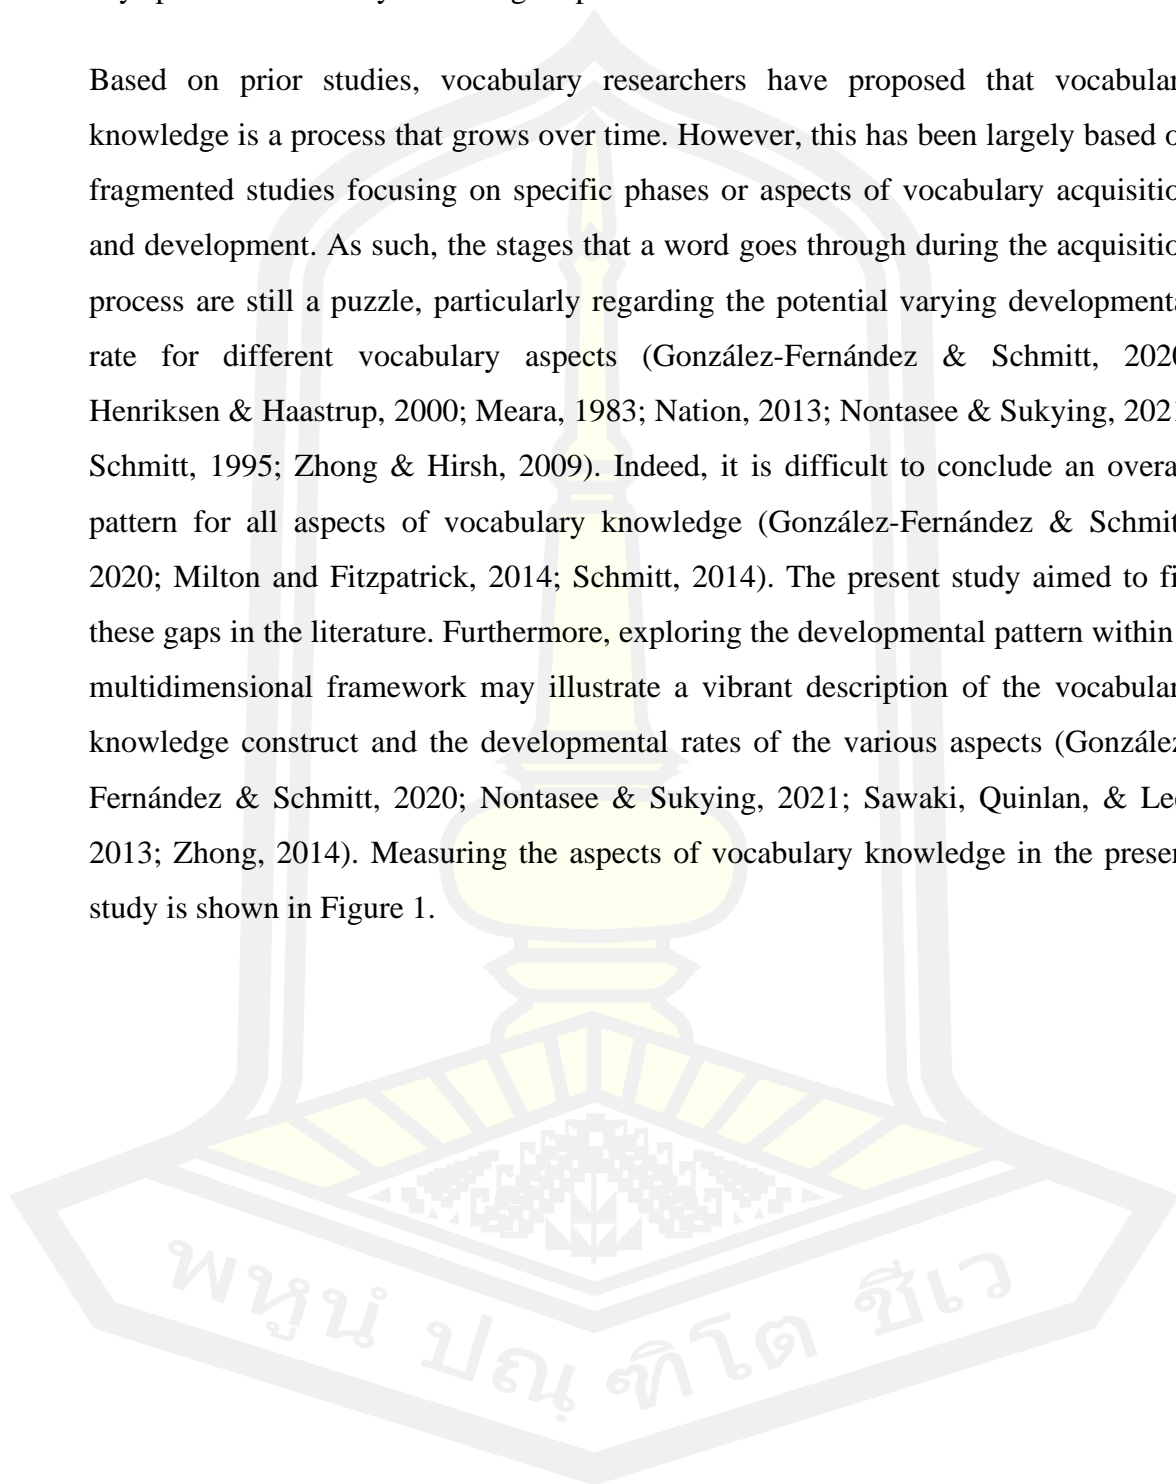 Based on prior studies, vocabulary researchers have proposed that vocabular
knowledge is a process that grows over time. However, this has been largely based o
fragmented studies focusing on specific phases or aspects of vocabulary acquisitio
and development. As such, the stages that a word goes through during the acquisitio
process are still a puzzle, particularly regarding the potential varying developmenta
rate for different vocabulary aspects (González-Fernández & Schmitt, 2020
Henriksen & Haastrup, 2000; Meara, 1983; Nation, 2013; Nontasee & Sukying, 2021
Schmitt, 1995; Zhong & Hirsh, 2009). Indeed, it is difficult to conclude an overa
pattern for all aspects of vocabulary knowledge (González-Fernández & Schmit
2020; Milton and Fitzpatrick, 2014; Schmitt, 2014). The present study aimed to fi
these gaps in the literature. Furthermore, exploring the developmental pattern within
multidimensional framework may illustrate a vibrant description of the vocabular
knowledge construct and the developmental rates of the various aspects (González
Fernández & Schmitt, 2020; Nontasee & Sukying, 2021; Sawaki, Quinlan, & Le
2013; Zhong, 2014). Measuring the aspects of vocabulary knowledge in the presen
study is shown in Figure 1.
พหูนํ ปณฺฑิโต ชีเว